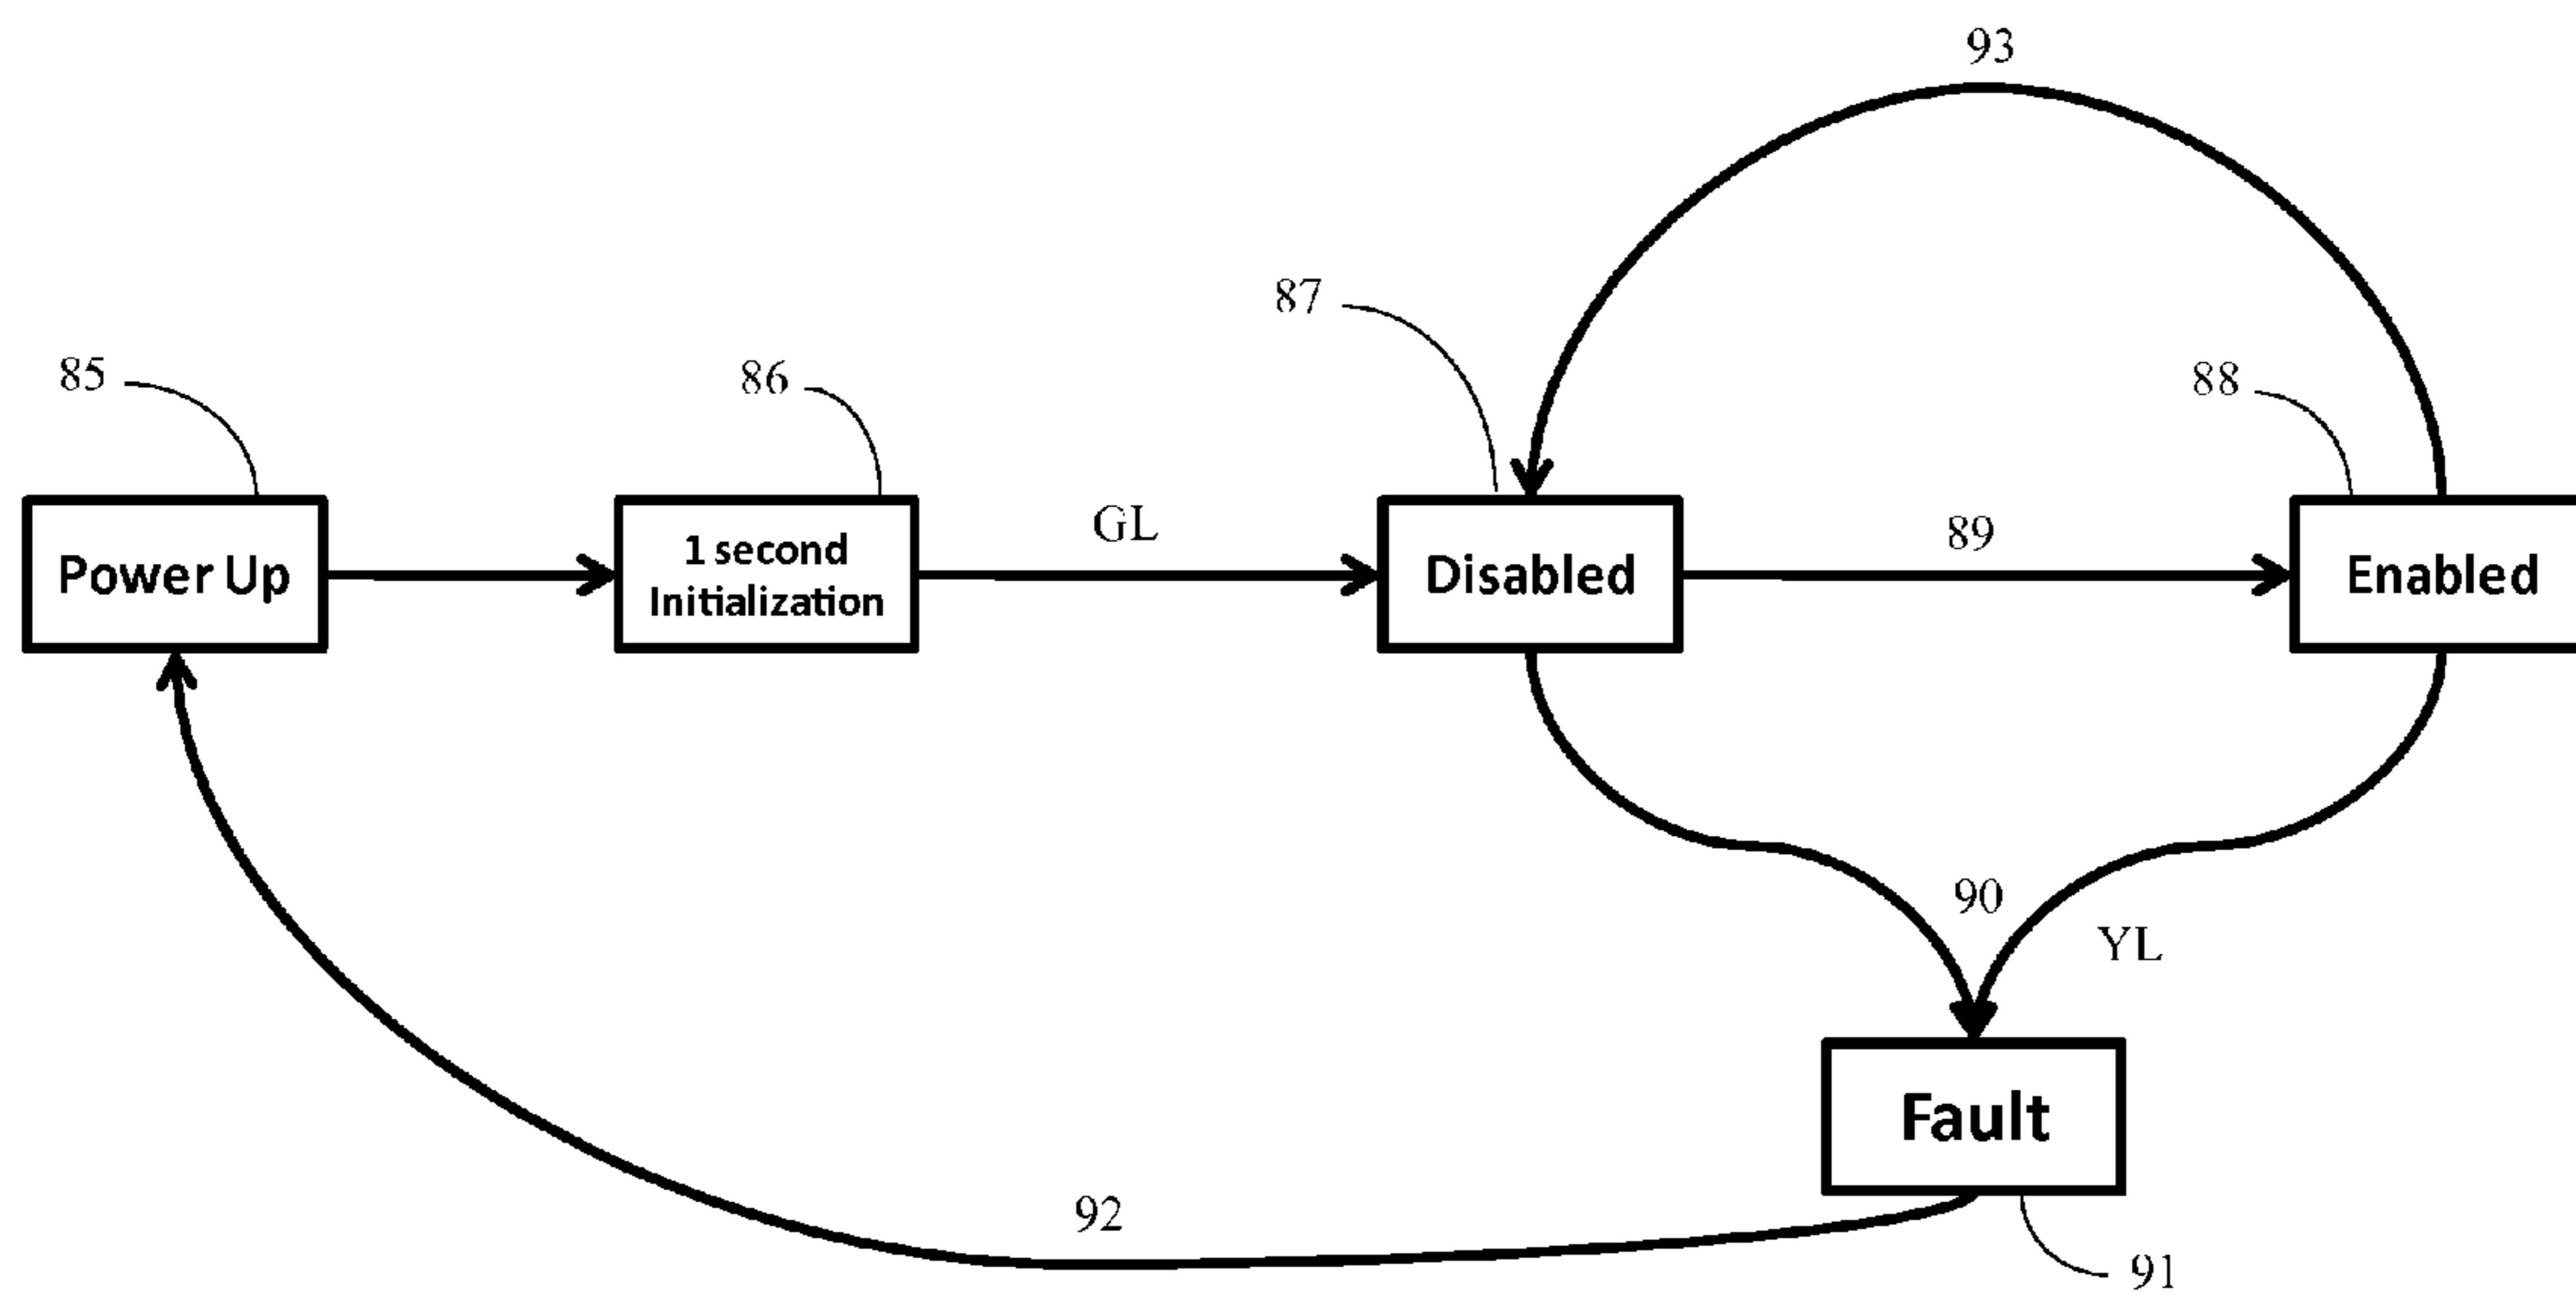 93
87
85
86
88
GL
89
Power Up
1 second
Initialization
Disabled
Enabled
90
YL
Fault
92
91